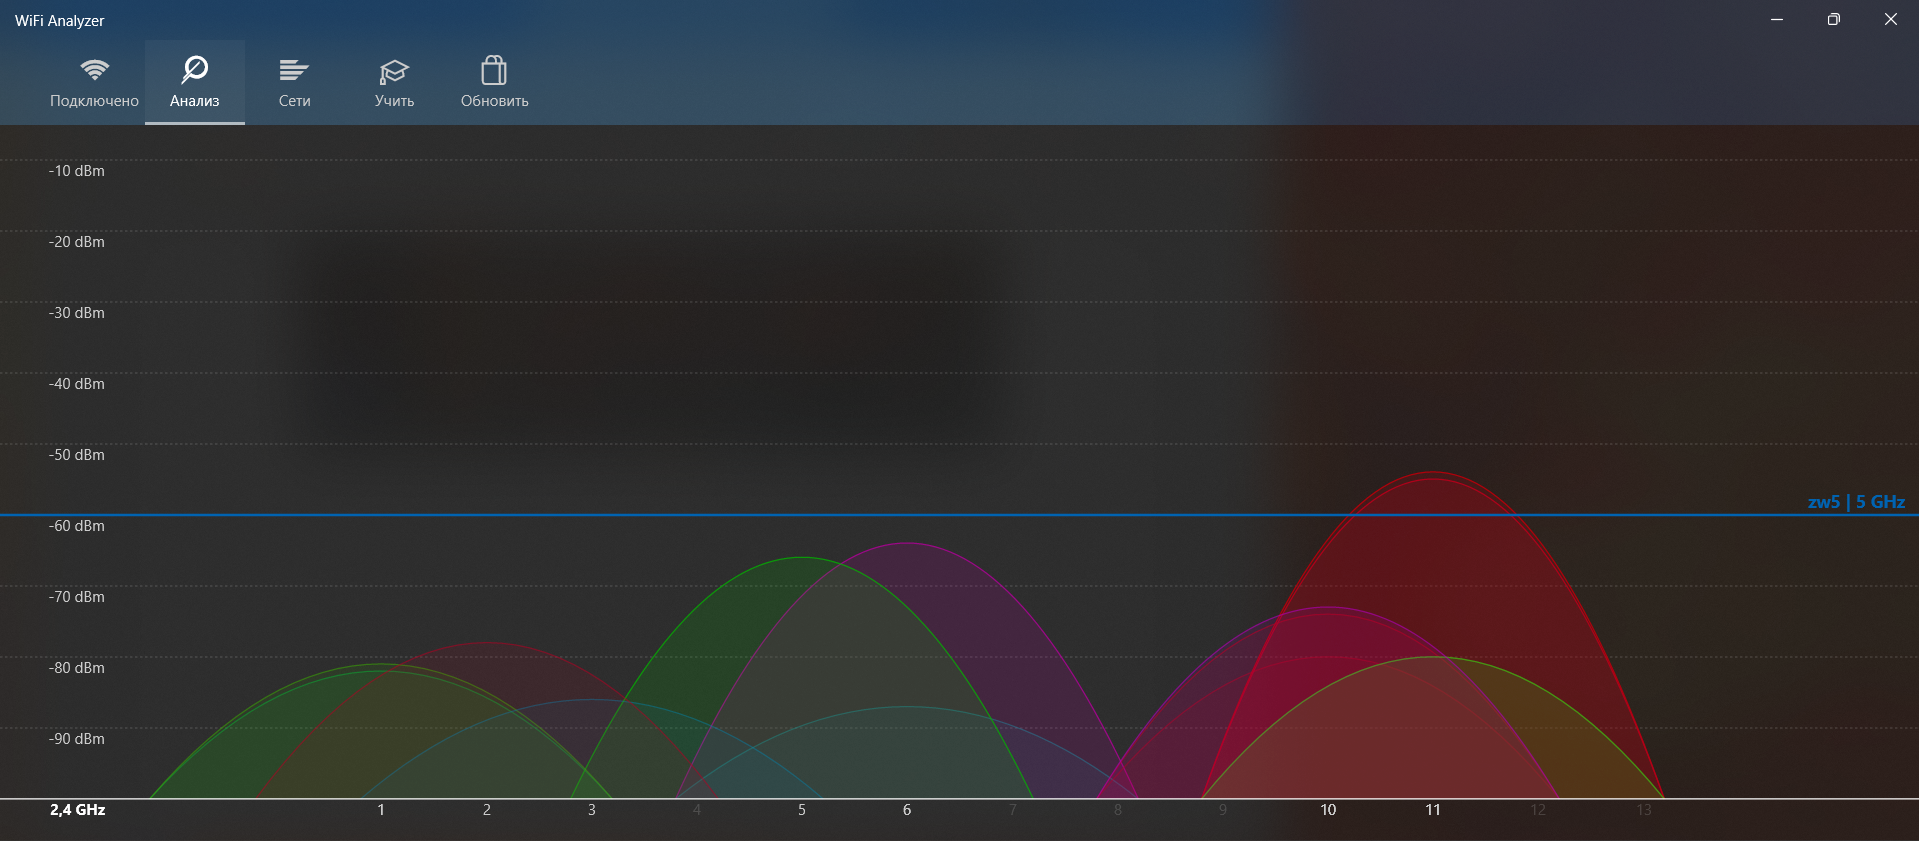 WiFi Analyzer
Подключено Анализ Сети Учить Обновить
-10 dBm
-20 dBm
-30 dBm
-40 dBm
-50 dBm
zw5 | 5 GHz
-60 dBm
-70 dBm
-80 dBm
-90 dBm
2,4 GHz 1 2 3 4 5 6 7 8 9 10 11 12 13